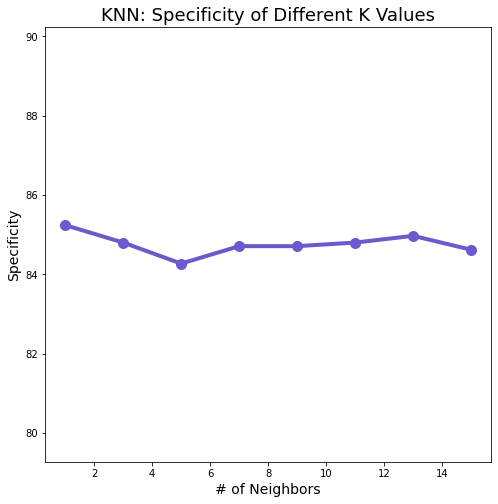 KNN: Specificity of Different K Values
90
88
86
84
82
80
Specificity
2 4 6 8 10 12 14
# of Neighbors